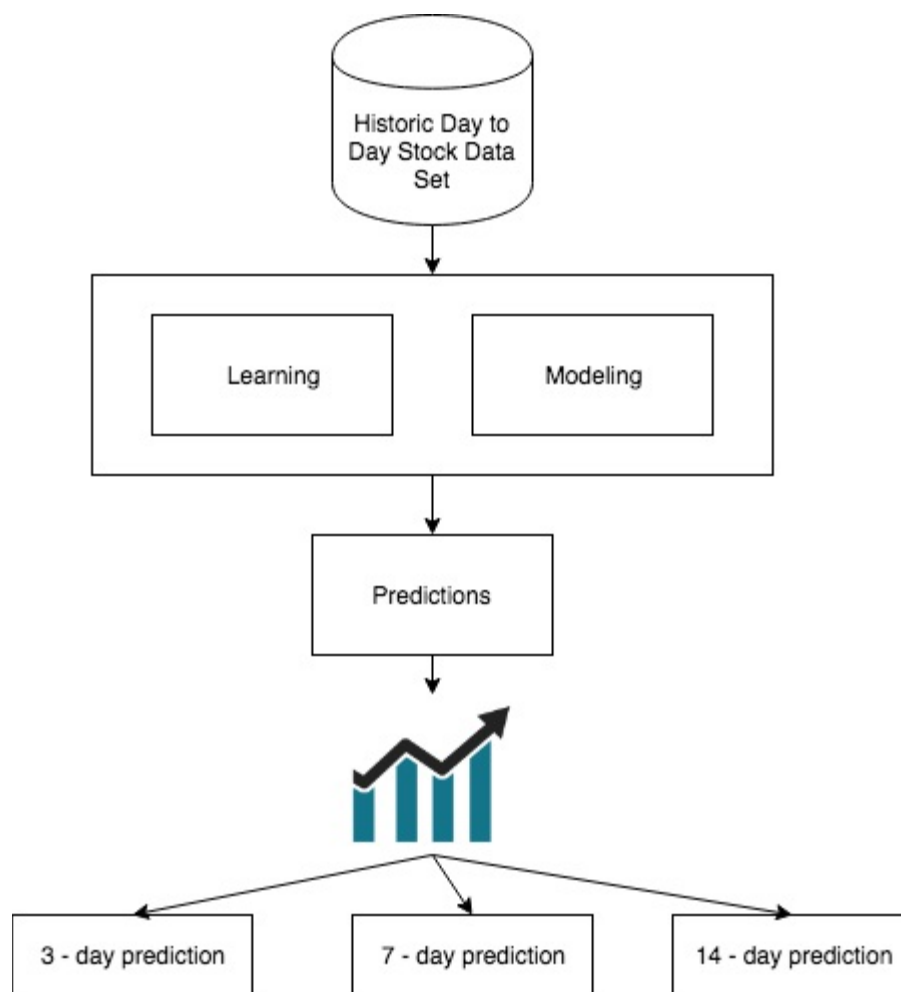 Historic Day to
Day Stock Data
Set
Learning
Modeling
Predictions
3 - day prediction
7 - day prediction
14 - day prediction